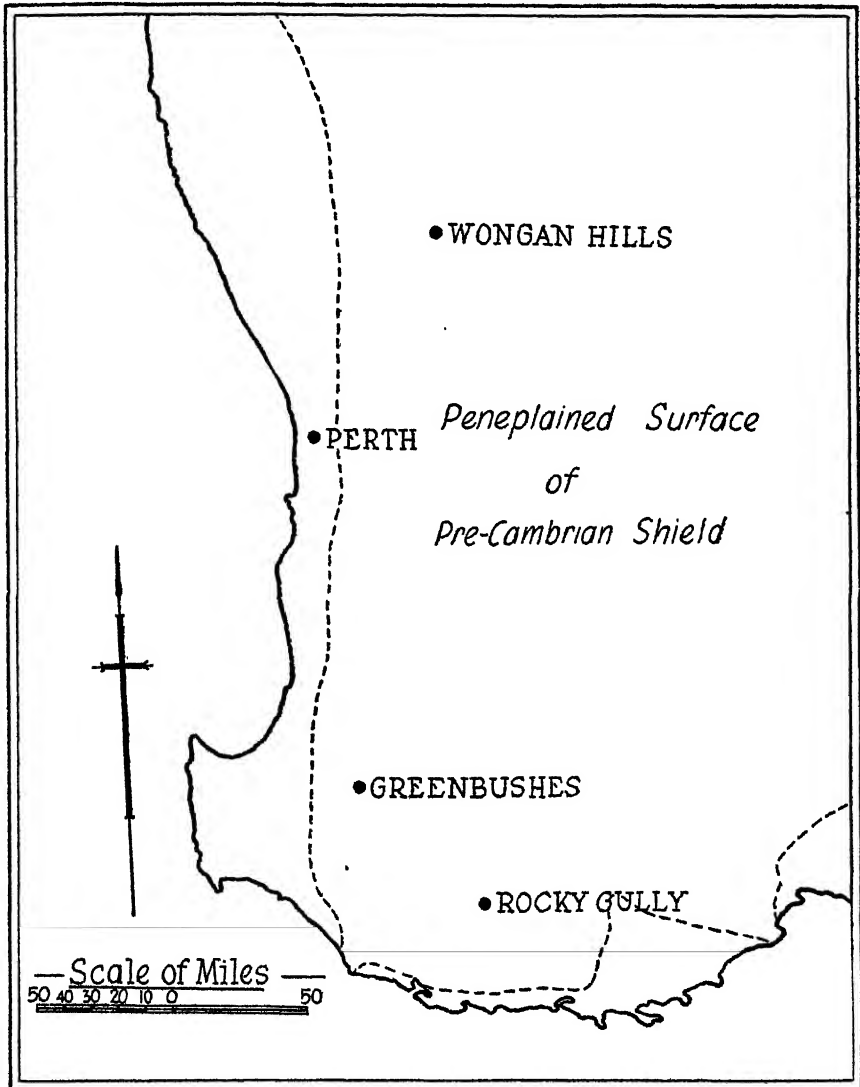 WONGAN HILLS
PERTH
Peneplained Surface
of
Pre-Cambrian Shield
GREENBUSHES
ROCKY GULLY
Scale of Miles
50 40 30 20 10 0 50